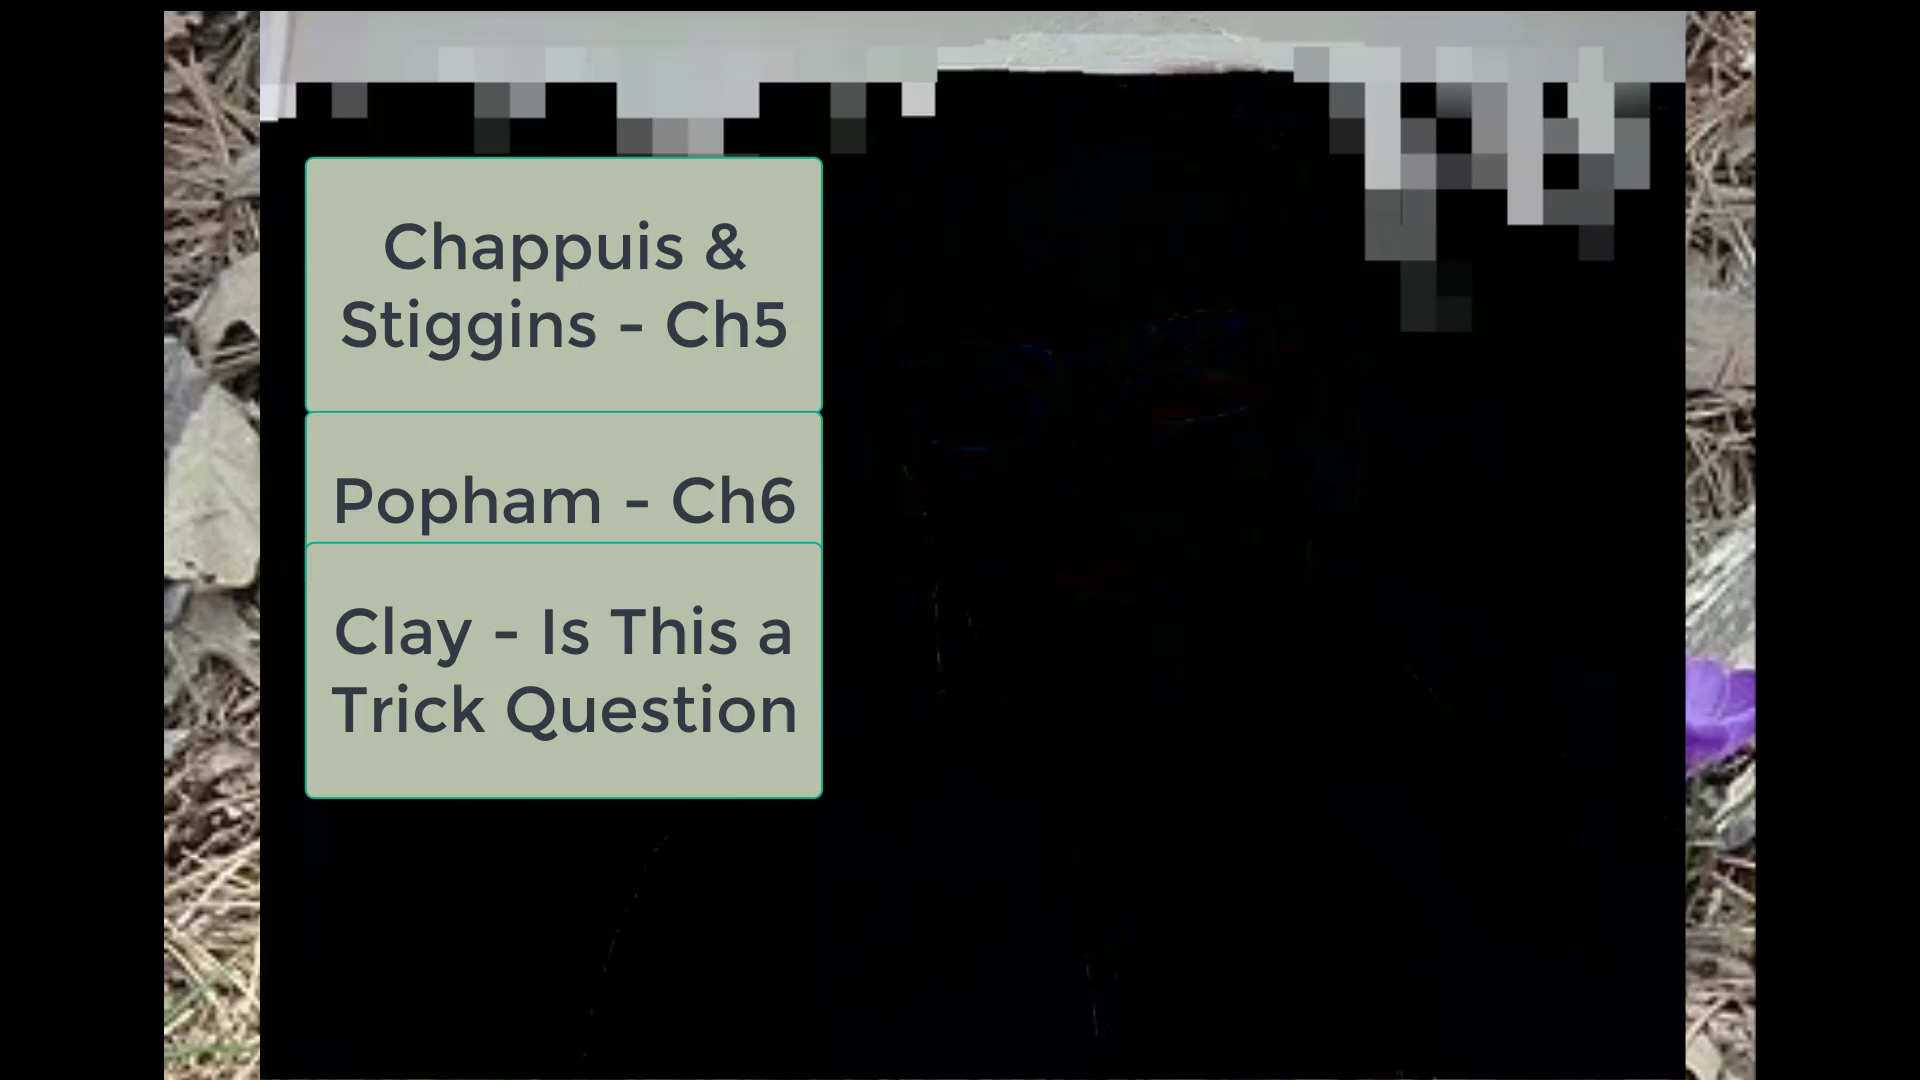 Chappuis &
Stiggins - Ch5
Popham - Ch6
Clay - Is This a
Trick Question